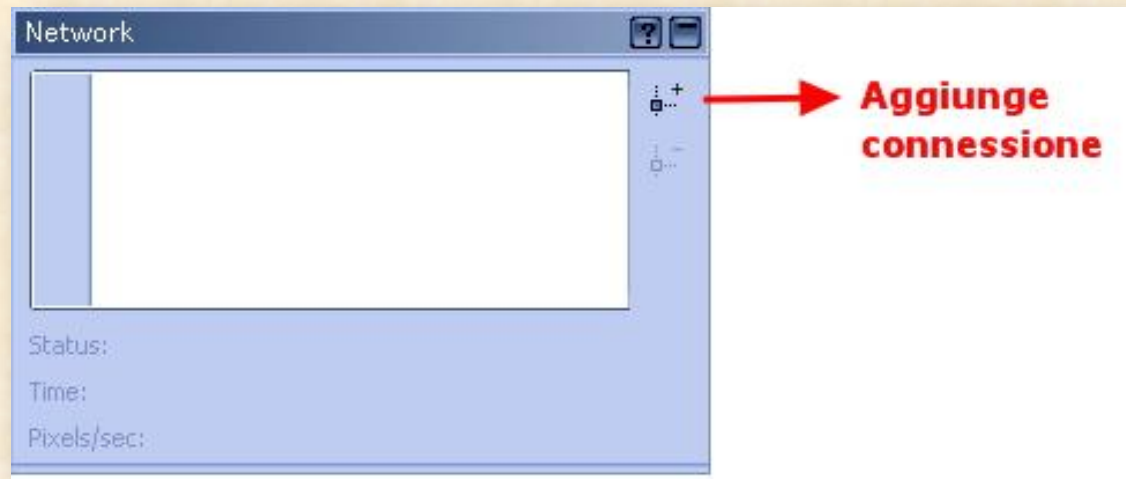 Network
Aggiunge
connessione
Status:
Time:
Pixels/sec: